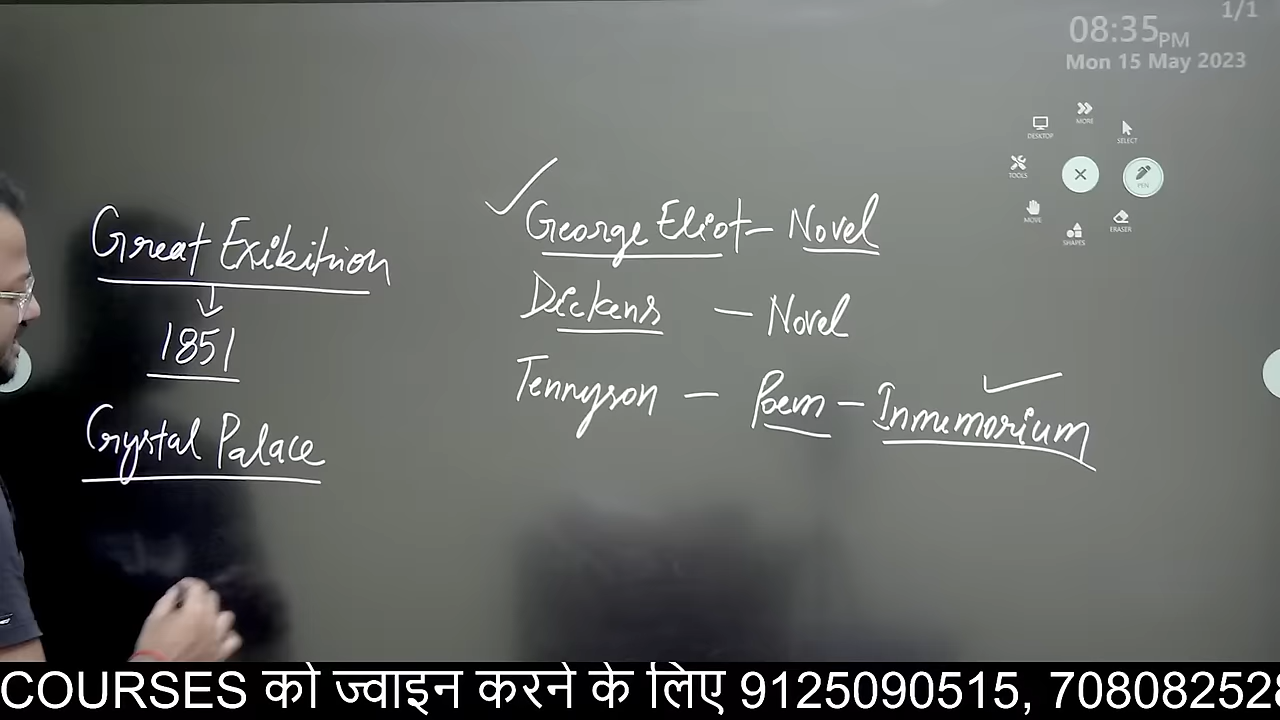 1/1
08:35PM
Mon 15 May 2023
MORE
DESKTOP
SELECT
TOOLS
PEN
MOVE
ERASER
SHAPES
Great Exibition
1851
Crystal Palace
George Eliot - Novel
Dickens - Novel
Tennyson - Poem - Inmemorium
COURSES को ज्वाइन करने के लिए 9125090515, 708082528